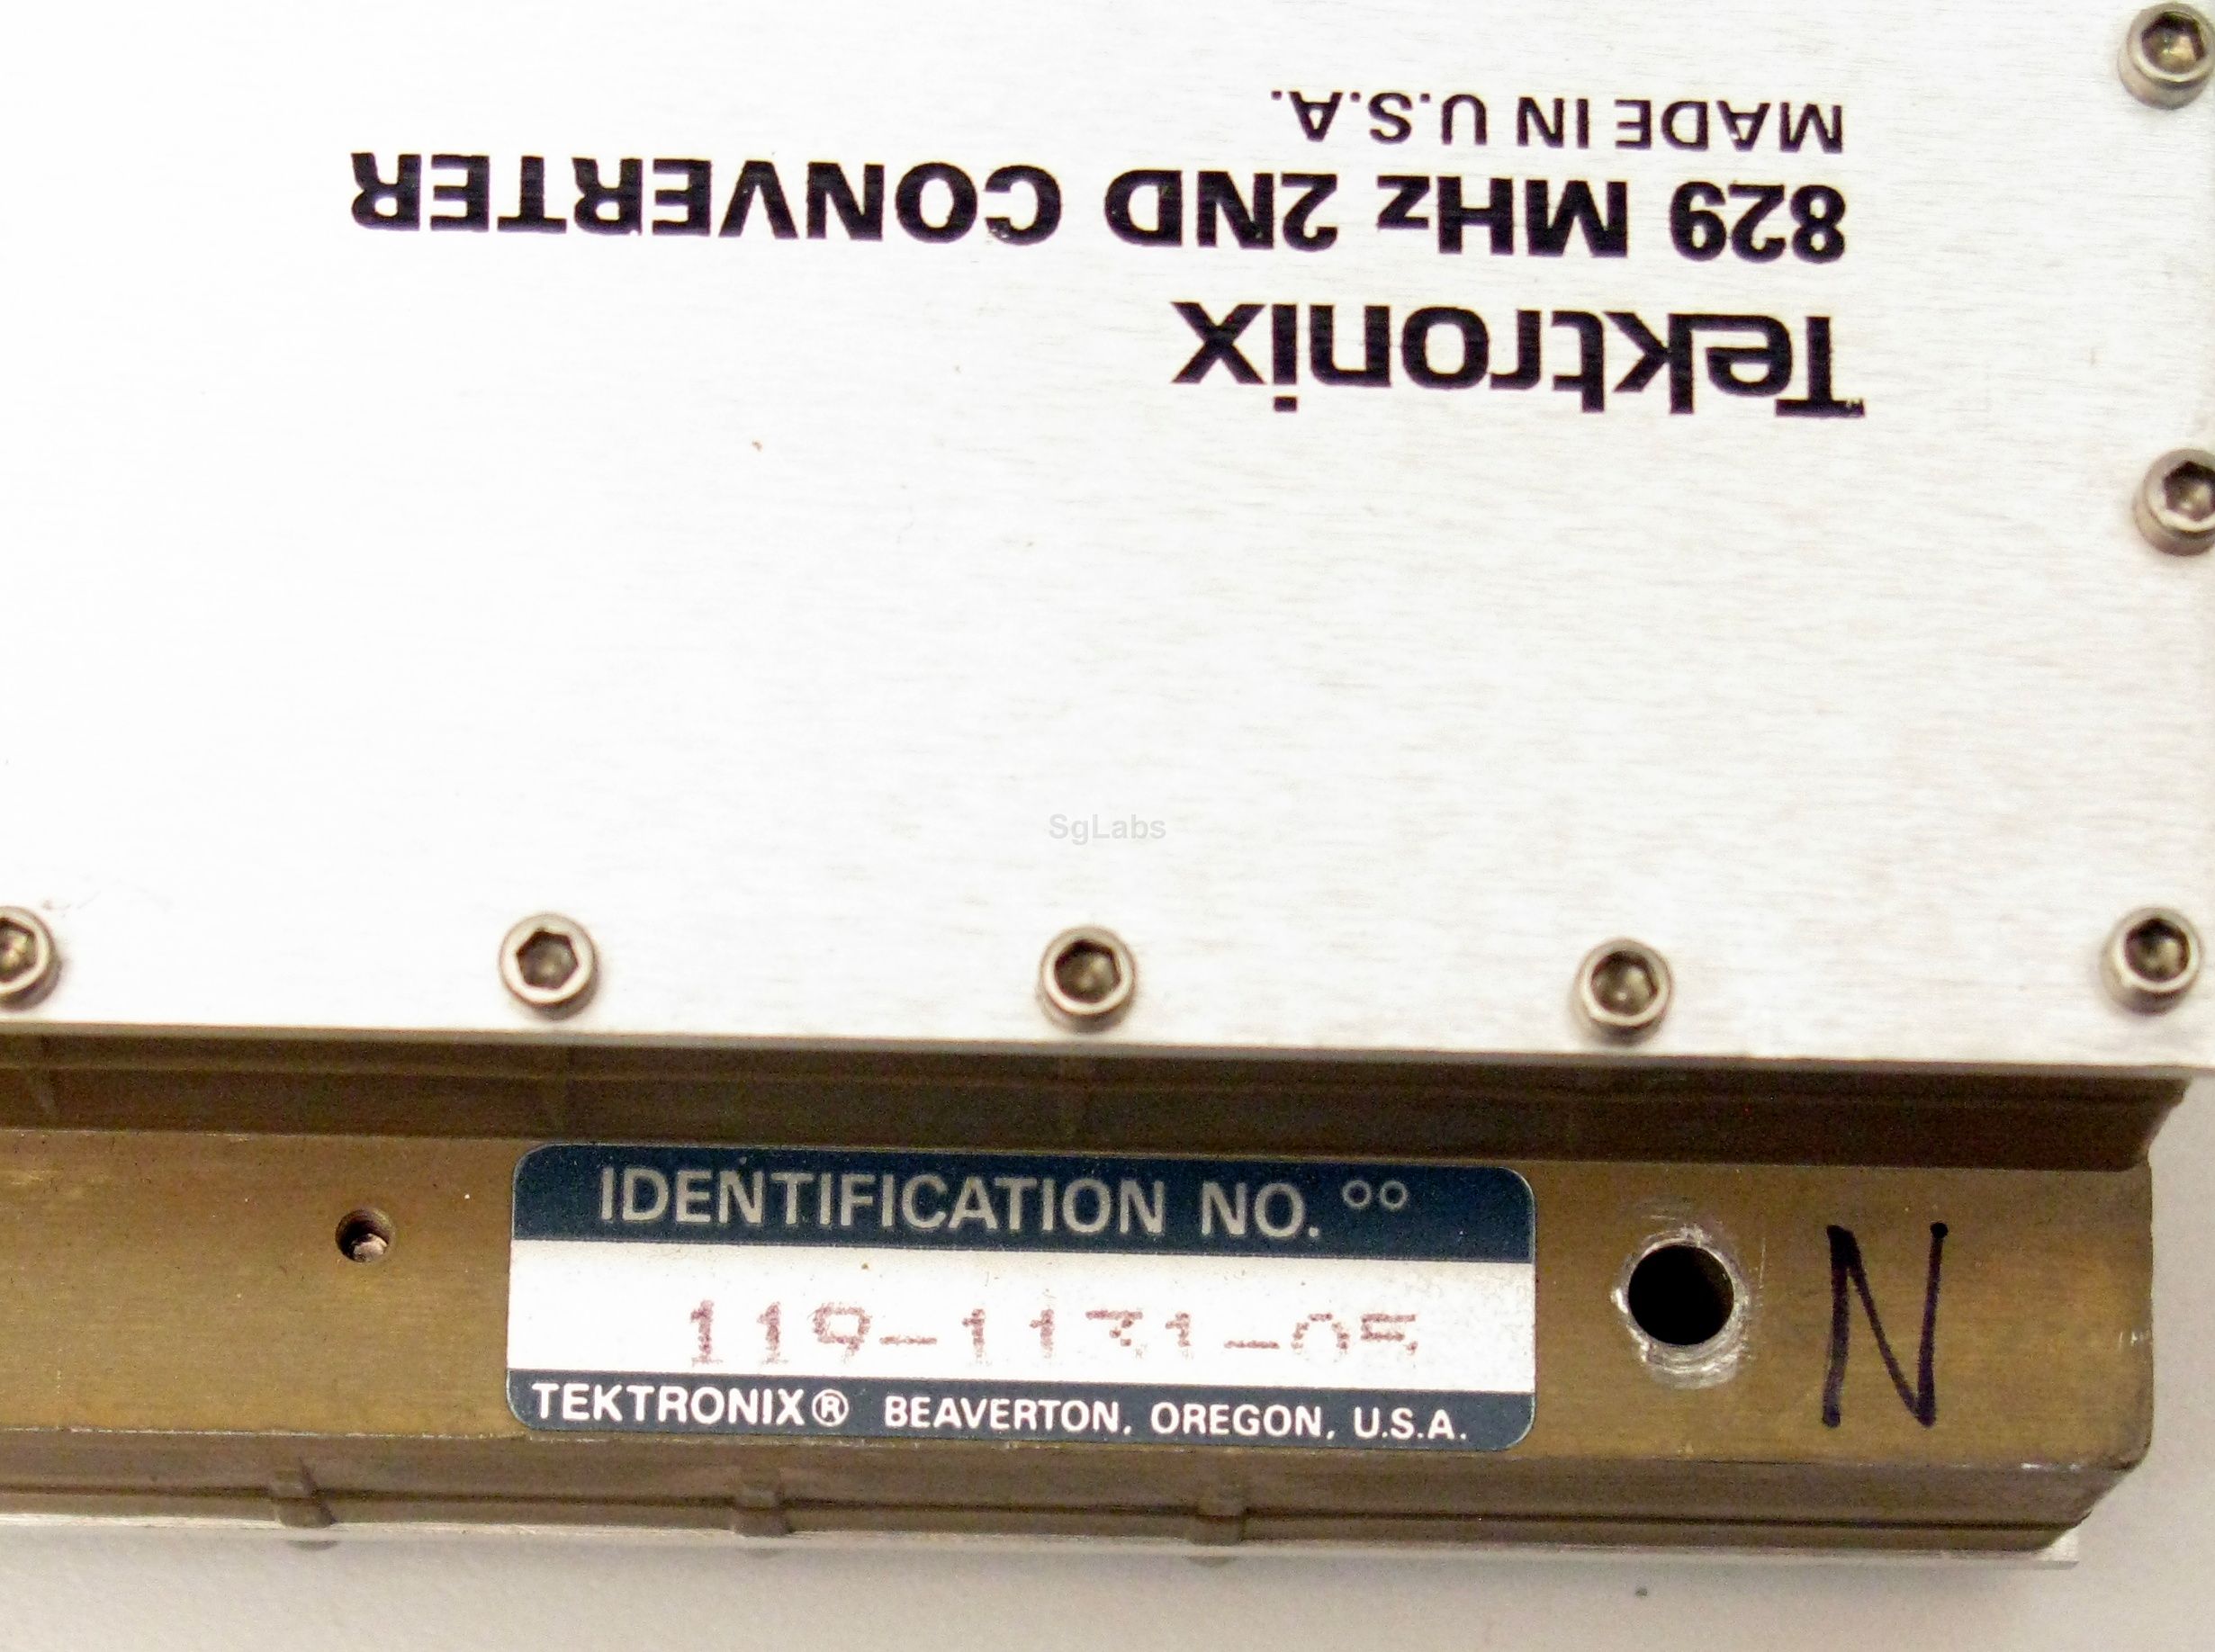 Tektronix
829 MHz 2ND CONVERTER
MADE IN U.S.A.
SgLabs
IDENTIFICATION NO. °°
119-1131-05
TEKTRONIX® BEAVERTON, OREGON, U.S.A.
N